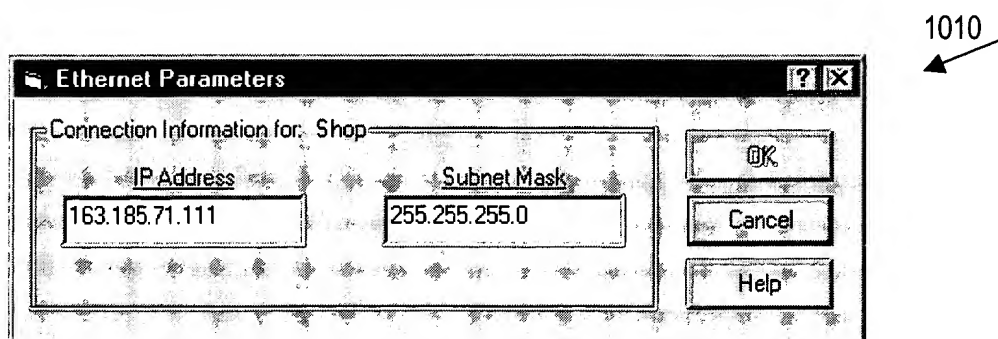 1010
Ethernet Parameters
Connection Information for: Shop
OK
IP Address Subnet Mask
163.185.71.111 255.255.255.0
Cancel
Help